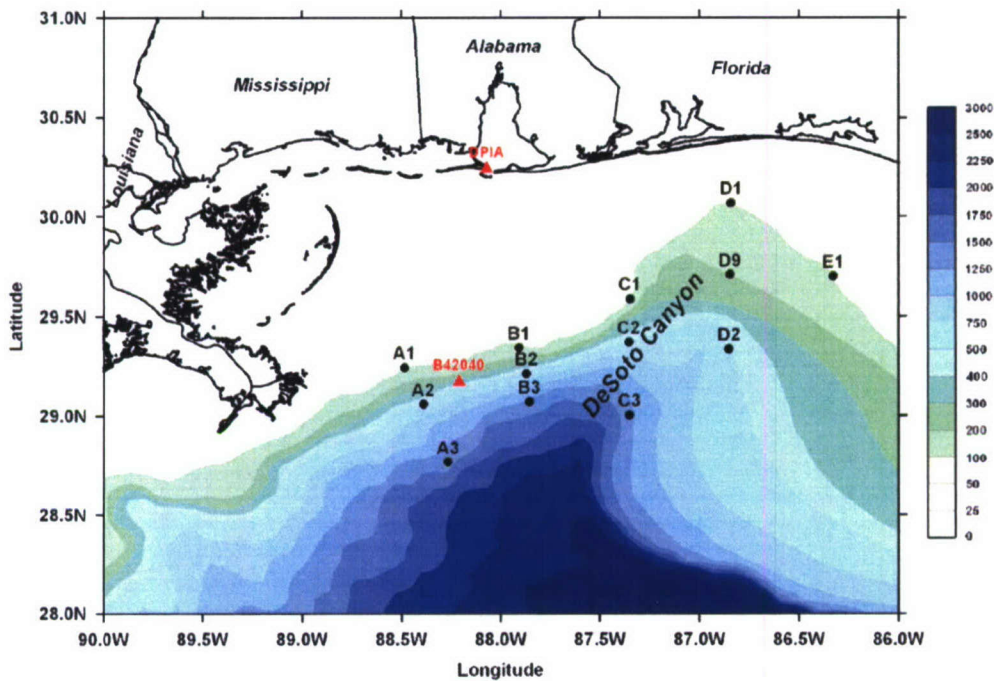 31.0N
30.5N
30.0N
29.5N
29.0N
28.5N
28.0N
Latitude
Louisiana
Mississippi
Alabama
Florida
DPIA
D1
D9
E1
C1
C2
D2
B1
B2
A1
B42040
A2
B3
C3
DeSoto Canyon
A3
3000
2500
2250
2000
1750
1500
1250
1000
750
500
400
300
200
100
50
25
0
90.0W
89.5W
89.0W
88.5W
88.0W
87.5W
87.0W
86.5W
86.0W
Longitude